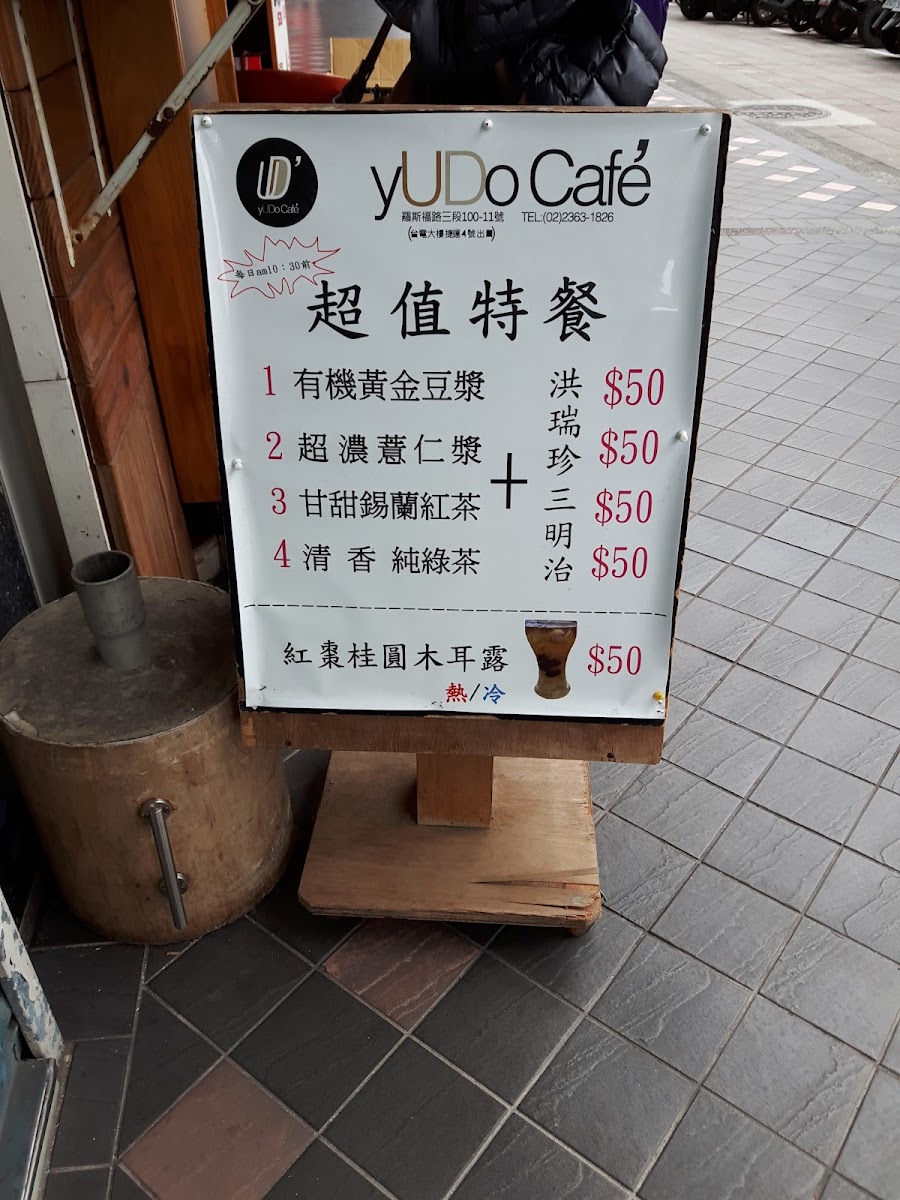 UD'
yUDo Café
yUDo Café
羅斯福路三段100-11號 TEL:(02)2363-1826
(台電大樓捷運4號出口)
每日am10:30前
超值特餐
1 有機黃金豆漿 $50
2 超濃薏仁漿 $50
3 甘甜錫蘭紅茶 $50
4 清香純綠茶 $50
+
洪瑞珍三明治
紅棗桂圓木耳露 $50
熱/冷